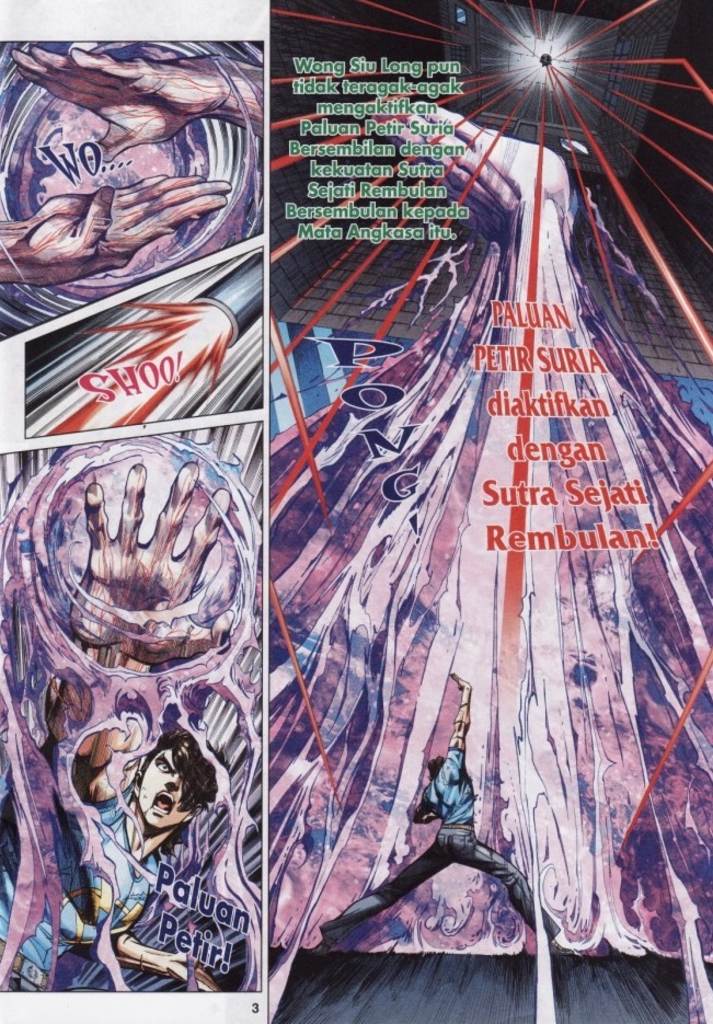 WO....
SHOO!
Paluan
Petir!
3
Wong Siu Long pun
tidak teragak-agak
mengaktifkan
Paluan Petir Suria
Bersembilan dengan
kekuatan Sutra
Sejati Rembulan
Bersembulan kepada
Mata Angkasa itu.
PONG!
PALUAN
PETIR SURIA
diaktifkan
dengan
Sutra Sejati
Rembulan!